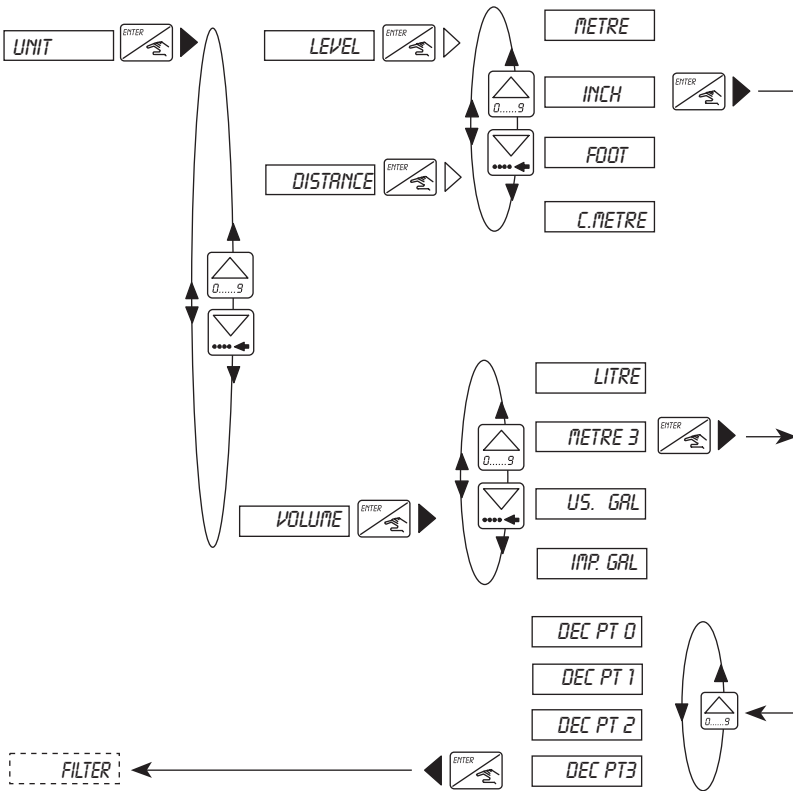 UNIT
ENTER
LEVEL
ENTER
METRE
0......9
INCH
ENTER
FOOT
DISTANCE
ENTER
C.METRE
0......9
LITRE
METRE 3
ENTER
0......9
US. GAL
VOLUME
ENTER
IMP. GAL
DEC PT 0
DEC PT 1
0......9
DEC PT 2
FILTER
ENTER
DEC PT3